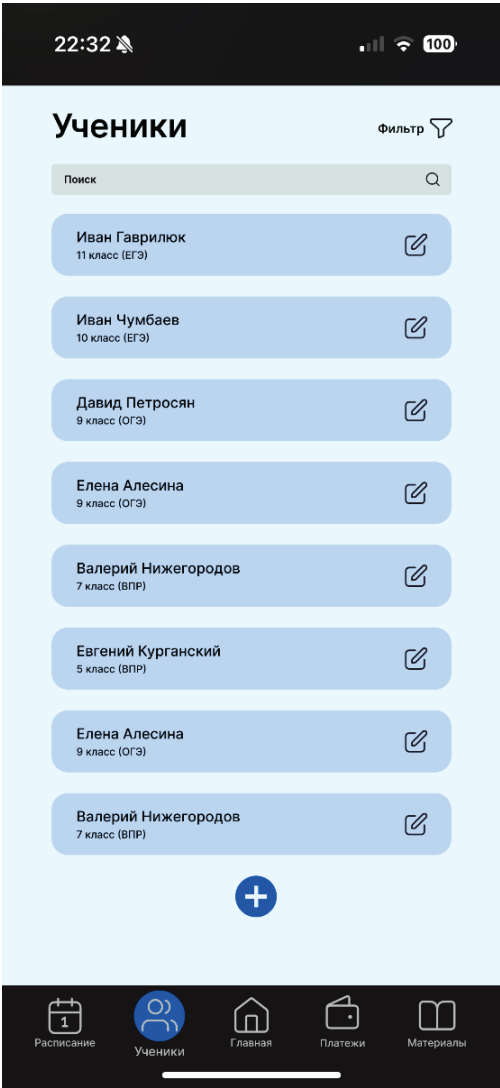 22:32
100
Ученики
Фильтр
Поиск
Иван Гаврилюк
11 класс (ЕГЭ)
Иван Чумбаев
10 класс (ЕГЭ)
Давид Петросян
9 класс (ОГЭ)
Елена Алесина
9 класс (ОГЭ)
Валерий Нижегородов
7 класс (ВПР)
Евгений Курганский
5 класс (ВПР)
Елена Алесина
9 класс (ОГЭ)
Валерий Нижегородов
7 класс (ВПР)
1
Расписание
Ученики
Главная
Платежи
Материалы